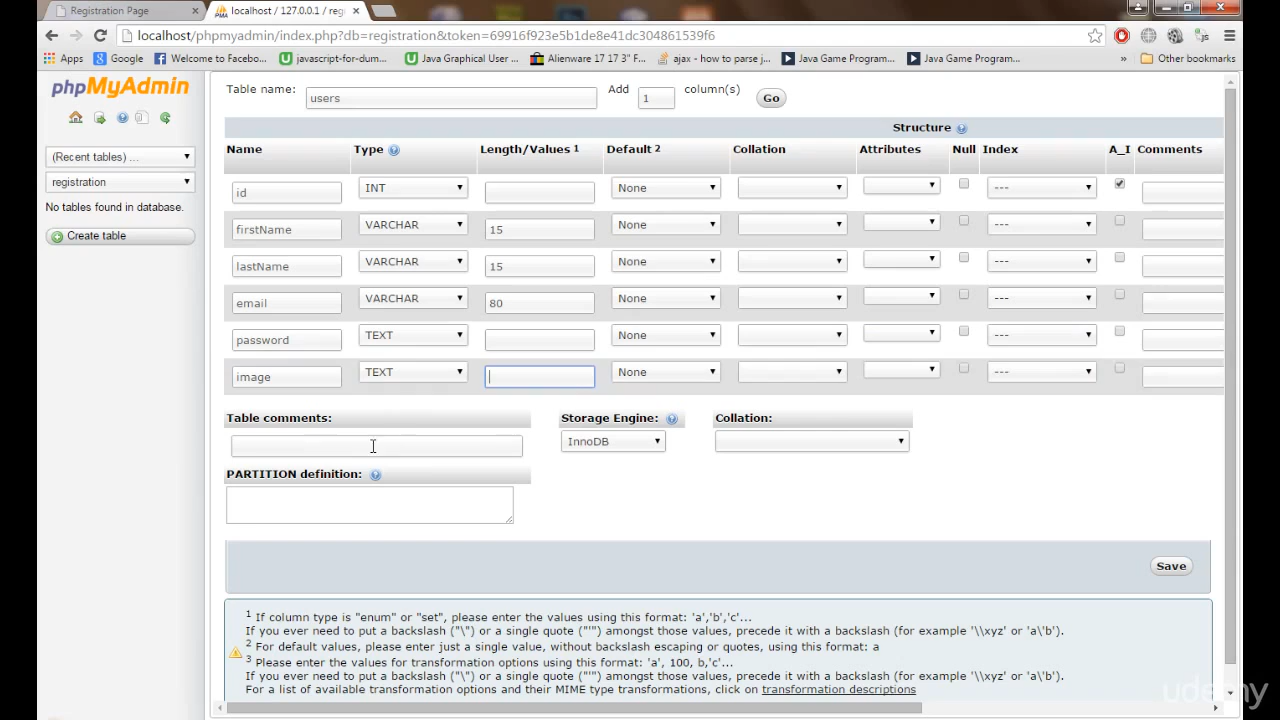 Registration Page × localhost / 127.0.0.1 / reg ×
localhost/phpmyadmin/index.php?db=registration&token=69916f923e5b1de8e41dc304861539f6
Apps Google Welcome to Facebo... javascript-for-dum... Java Graphical User ... Alienware 17 17 3" F... ajax - how to parse j... Java Game Program... Java Game Program... » Other bookmarks
phpMyAdmin
(Recent tables) ...
registration
No tables found in database.
Create table
Table name: users Add 1 column(s) Go
Structure
Name Type Length/Values 1 Default 2 Collation Attributes Null Index A_I Comments
id INT None ---
firstName VARCHAR 15 None ---
lastName VARCHAR 15 None ---
email VARCHAR 80 None ---
password TEXT None ---
image TEXT None ---
Table comments: Storage Engine: Collation:
InnoDB
PARTITION definition:
Save
1 If column type is "enum" or "set", please enter the values using this format: 'a','b','c'...
If you ever need to put a backslash ("\") or a single quote ("'") amongst those values, precede it with a backslash (for example '\\xyz' or 'a\'b').
2 For default values, please enter just a single value, without backslash escaping or quotes, using this format: a
3 Please enter the values for transformation options using this format: 'a', 100, b,'c'...
If you ever need to put a backslash ("\") or a single quote ("'") amongst those values, precede it with a backslash (for example '\\xyz' or 'a\'b').
For a list of available transformation options and their MIME type transformations, click on transformation descriptions
udemy